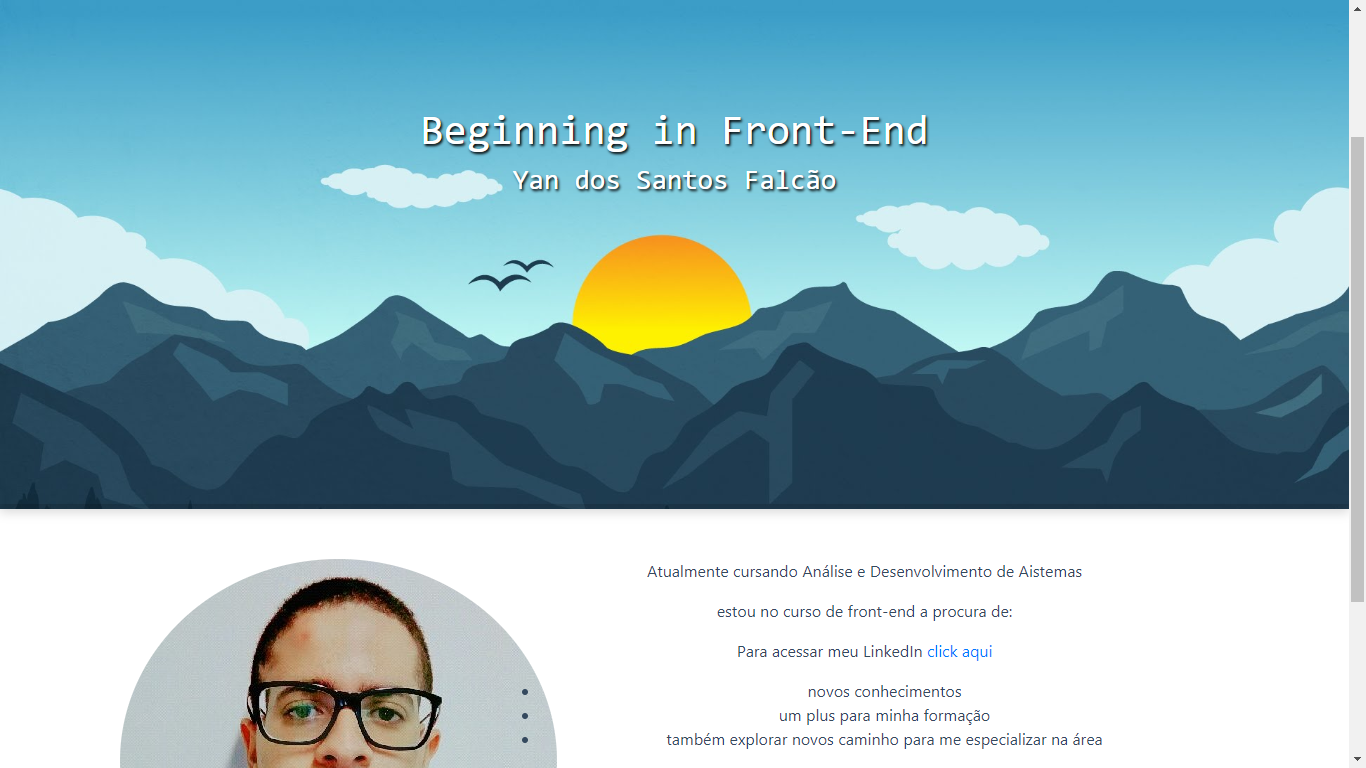 Beginning in Front-End
Yan dos Santos Falcão
Atualmente cursando Análise e Desenvolvimento de Aistemas
estou no curso de front-end a procura de:
Para acessar meu LinkedIn click aqui
novos conhecimentos
um plus para minha formação
também explorar novos caminho para me especializar na área